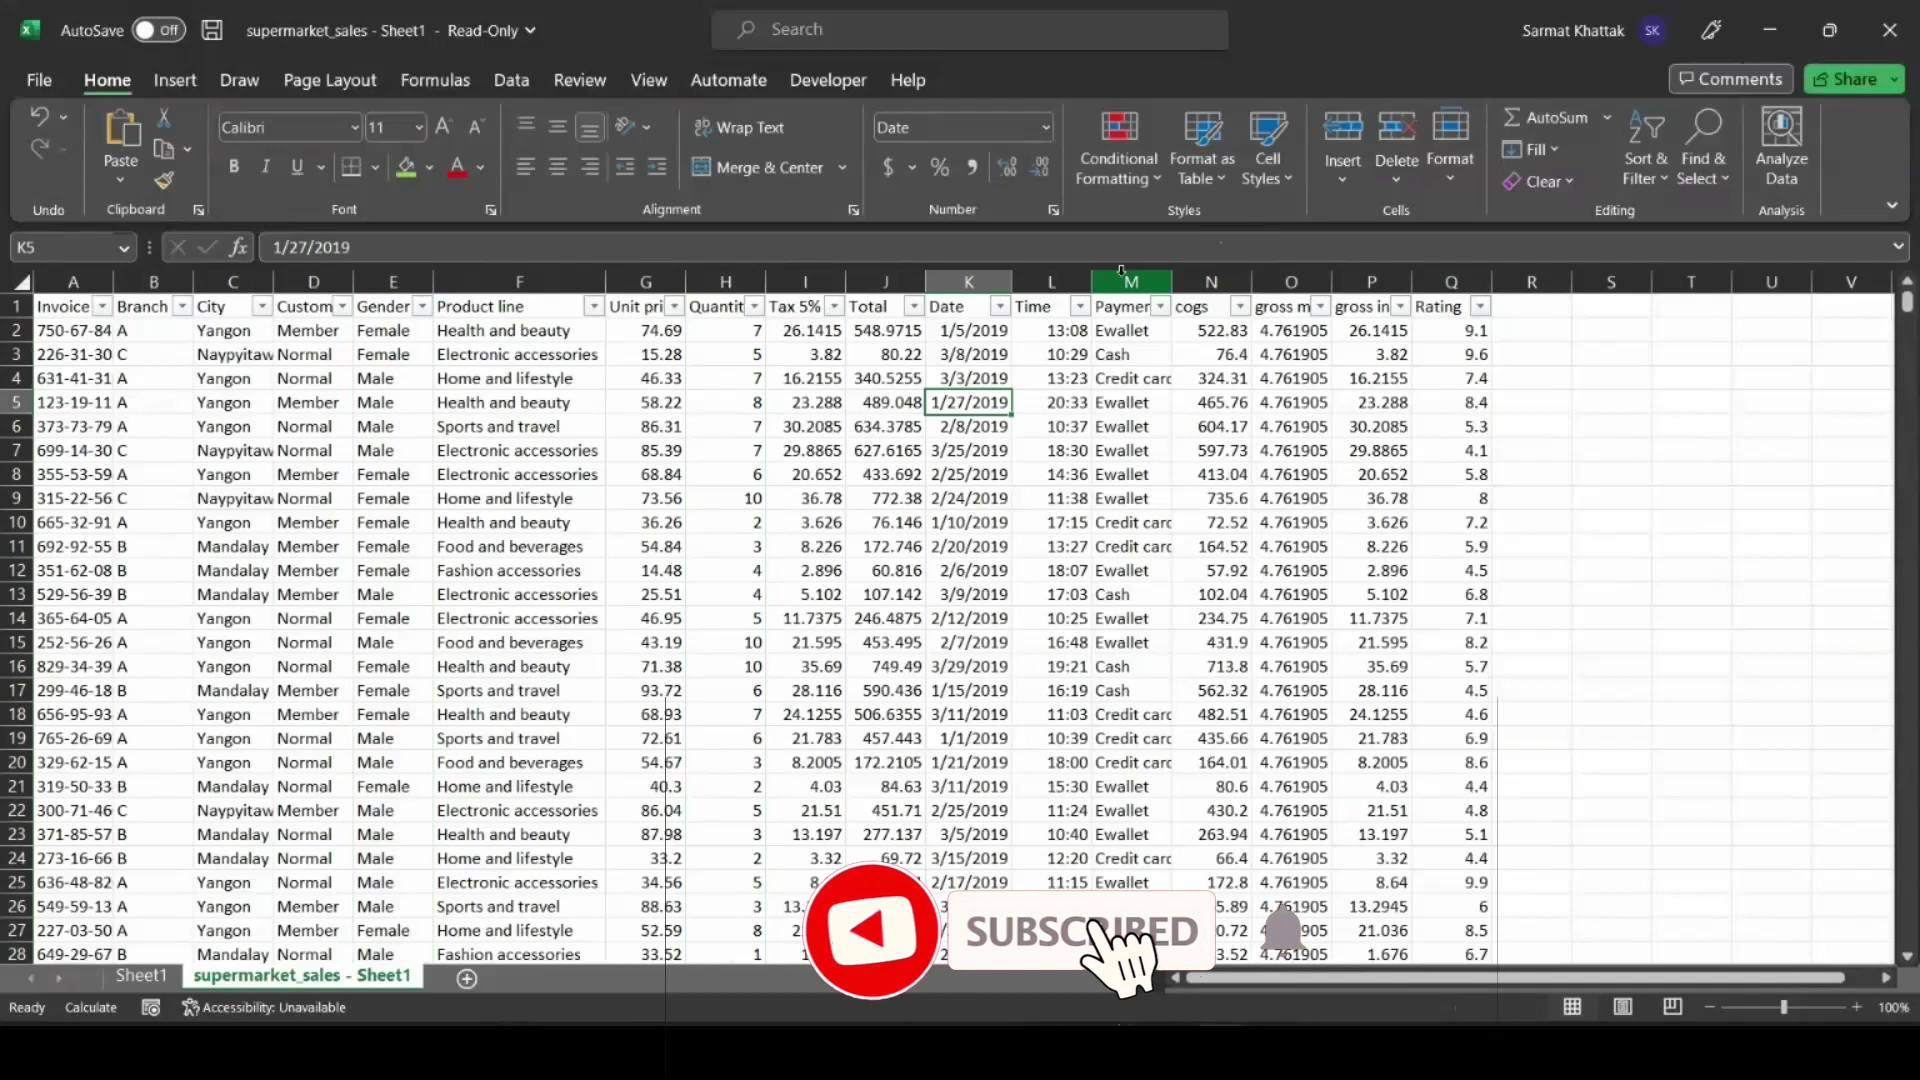 AutoSave Off supermarket_sales - Sheet1 - Read-Only Search Sarmat Khattak SK
File Home Insert Draw Page Layout Formulas Data Review View Automate Developer Help Comments Share
Calibri 11 Wrap Text Date AutoSum
Paste B I U Merge & Center $ % Conditional Formatting Format as Table Cell Styles Insert Delete Format Fill Clear Sort & Filter Find & Select Analyze Data
Undo Clipboard Font Alignment Number Styles Cells Editing Analysis
K5 fx 1/27/2019
A B C D E F G H I J K L M N O P Q R S T U V
1 Invoice Branch City Custom Gender Product line Unit pri Quantit Tax 5% Total Date Time Paymer cogs gross m gross in Rating
2 750-67-84 A Yangon Member Female Health and beauty 74.69 7 26.1415 548.9715 1/5/2019 13:08 Ewallet 522.83 4.761905 26.1415 9.1
3 226-31-30 C Naypyitaw Normal Female Electronic accessories 15.28 5 3.82 80.22 3/8/2019 10:29 Cash 76.4 4.761905 3.82 9.6
4 631-41-31 A Yangon Normal Male Home and lifestyle 46.33 7 16.2155 340.5255 3/3/2019 13:23 Credit card 324.31 4.761905 16.2155 7.4
5 123-19-11 A Yangon Member Male Health and beauty 58.22 8 23.288 489.048 1/27/2019 20:33 Ewallet 465.76 4.761905 23.288 8.4
6 373-73-79 A Yangon Normal Male Sports and travel 86.31 7 30.2085 634.3785 2/8/2019 10:37 Ewallet 604.17 4.761905 30.2085 5.3
7 699-14-30 C Naypyitaw Normal Male Electronic accessories 85.39 7 29.8865 627.6165 3/25/2019 18:30 Ewallet 597.73 4.761905 29.8865 4.1
8 355-53-59 A Yangon Member Female Electronic accessories 68.84 6 20.652 433.692 2/25/2019 14:36 Ewallet 413.04 4.761905 20.652 5.8
9 315-22-56 C Naypyitaw Normal Female Home and lifestyle 73.56 10 36.78 772.38 2/24/2019 11:38 Ewallet 735.6 4.761905 36.78 8
10 665-32-91 A Yangon Member Female Health and beauty 36.26 2 3.626 76.146 1/10/2019 17:15 Credit card 72.52 4.761905 3.626 7.2
11 692-92-55 B Mandalay Member Female Food and beverages 54.84 3 8.226 172.746 2/20/2019 13:27 Credit card 164.52 4.761905 8.226 5.9
12 351-62-08 B Mandalay Member Female Fashion accessories 14.48 4 2.896 60.816 2/6/2019 18:07 Ewallet 57.92 4.761905 2.896 4.5
13 529-56-39 B Mandalay Member Male Electronic accessories 25.51 4 5.102 107.142 3/9/2019 17:03 Cash 102.04 4.761905 5.102 6.8
14 365-64-05 A Yangon Normal Female Electronic accessories 46.95 5 11.7375 246.4875 2/12/2019 10:25 Ewallet 234.75 4.761905 11.7375 7.1
15 252-56-26 A Yangon Normal Male Food and beverages 43.19 10 21.595 453.495 2/7/2019 16:48 Ewallet 431.9 4.761905 21.595 8.2
16 829-34-39 A Yangon Normal Female Health and beauty 71.38 10 35.69 749.49 3/29/2019 19:21 Cash 713.8 4.761905 35.69 5.7
17 299-46-18 B Mandalay Member Female Sports and travel 93.72 6 28.116 590.436 1/15/2019 16:19 Cash 562.32 4.761905 28.116 4.5
18 656-95-93 A Yangon Member Female Health and beauty 68.93 7 24.1255 506.6355 3/11/2019 11:03 Credit card 482.51 4.761905 24.1255 4.6
19 765-26-69 A Yangon Normal Male Sports and travel 72.61 6 21.783 457.443 1/1/2019 10:39 Credit card 435.66 4.761905 21.783 6.9
20 329-62-15 A Yangon Normal Male Food and beverages 54.67 3 8.2005 172.2105 1/21/2019 18:00 Credit card 164.01 4.761905 8.2005 8.6
21 319-50-33 B Mandalay Normal Female Home and lifestyle 40.3 2 4.03 84.63 3/11/2019 15:30 Ewallet 80.6 4.761905 4.03 4.4
22 300-71-46 C Naypyitaw Member Male Electronic accessories 86.04 5 21.51 451.71 2/25/2019 11:24 Ewallet 430.2 4.761905 21.51 4.8
23 371-85-57 B Mandalay Normal Male Health and beauty 87.98 3 13.197 277.137 3/5/2019 10:40 Ewallet 263.94 4.761905 13.197 5.1
24 273-16-66 B Mandalay Normal Male Home and lifestyle 33.2 2 3.32 69.72 3/15/2019 12:20 Credit card 66.4 4.761905 3.32 4.4
25 636-48-82 A Yangon Normal Male Electronic accessories 34.56 5 8 2/17/2019 11:15 Ewallet 172.8 4.761905 8.64 9.9
26 549-59-13 A Yangon Member Male Sports and travel 88.63 3 13. 5.89 4.761905 13.2945 6
27 227-03-50 A Yangon Member Female Home and lifestyle 52.59 8 2 0.72 4.761905 21.036 8.5
28 649-29-67 B Mandalay Normal Male Fashion accessories 33.52 1 1 3.52 4.761905 1.676 6.7
SUBSCRIBED
Sheet1 supermarket_sales - Sheet1
Ready Calculate Accessibility: Unavailable 100%